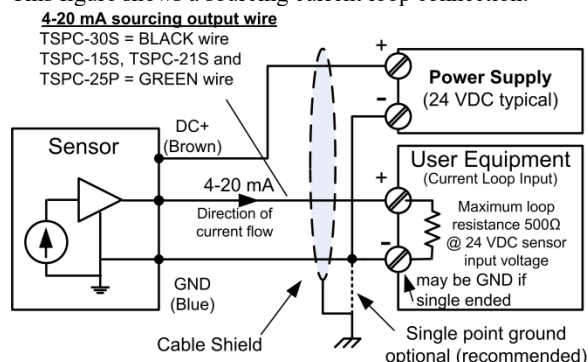 This figure shows a sourcing current loop connection.
4-20 mA sourcing output wire
TSPC-30S = BLACK wire
TSPC-15S, TSPC-21S and
TSPC-25P = GREEN wire
+
-
Power Supply
(24 VDC typical)
DC+
(Brown)
Sensor
4-20 mA
Direction of
current flow
User Equipment
(Current Loop Input)
+
-
Maximum loop
resistance 500Ω
@ 24 VDC sensor
input voltage
may be GND if
single ended
GND
(Blue)
Cable Shield
Single point ground
optional (recommended)